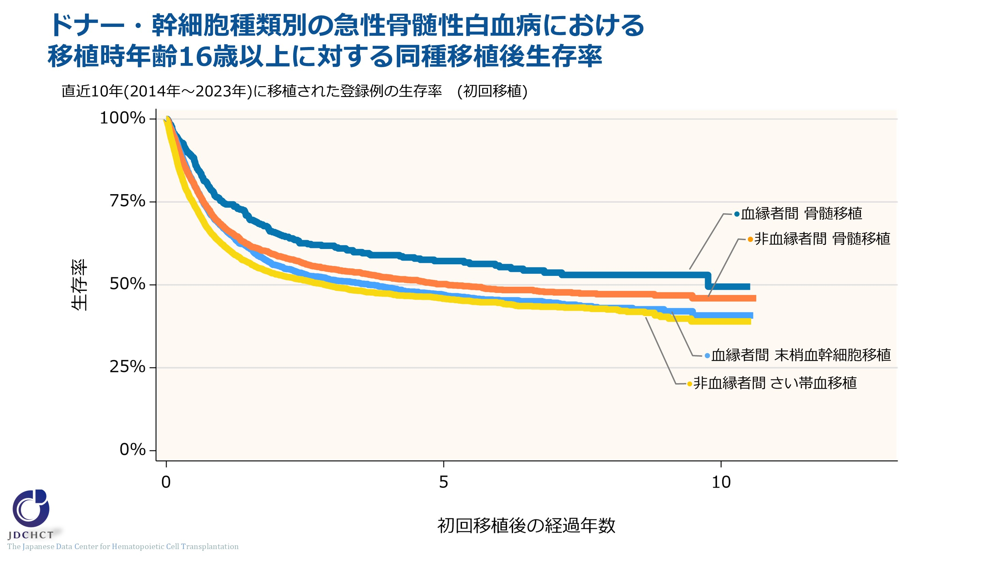 ドナー・幹細胞種類別の急性骨髄性白血病における
移植時年齢16歳以上に対する同種移植後生存率
直近10年(2014年～2023年)に移植された登録例の生存率　(初回移植)
100%
75%
50%
25%
0%
生存率
血縁者間 骨髄移植
非血縁者間 骨髄移植
血縁者間 末梢血幹細胞移植
非血縁者間 さい帯血移植
0
5
10
初回移植後の経過年数
JDCHCT
The Japanese Data Center for Hematopoietic Cell Transplantation